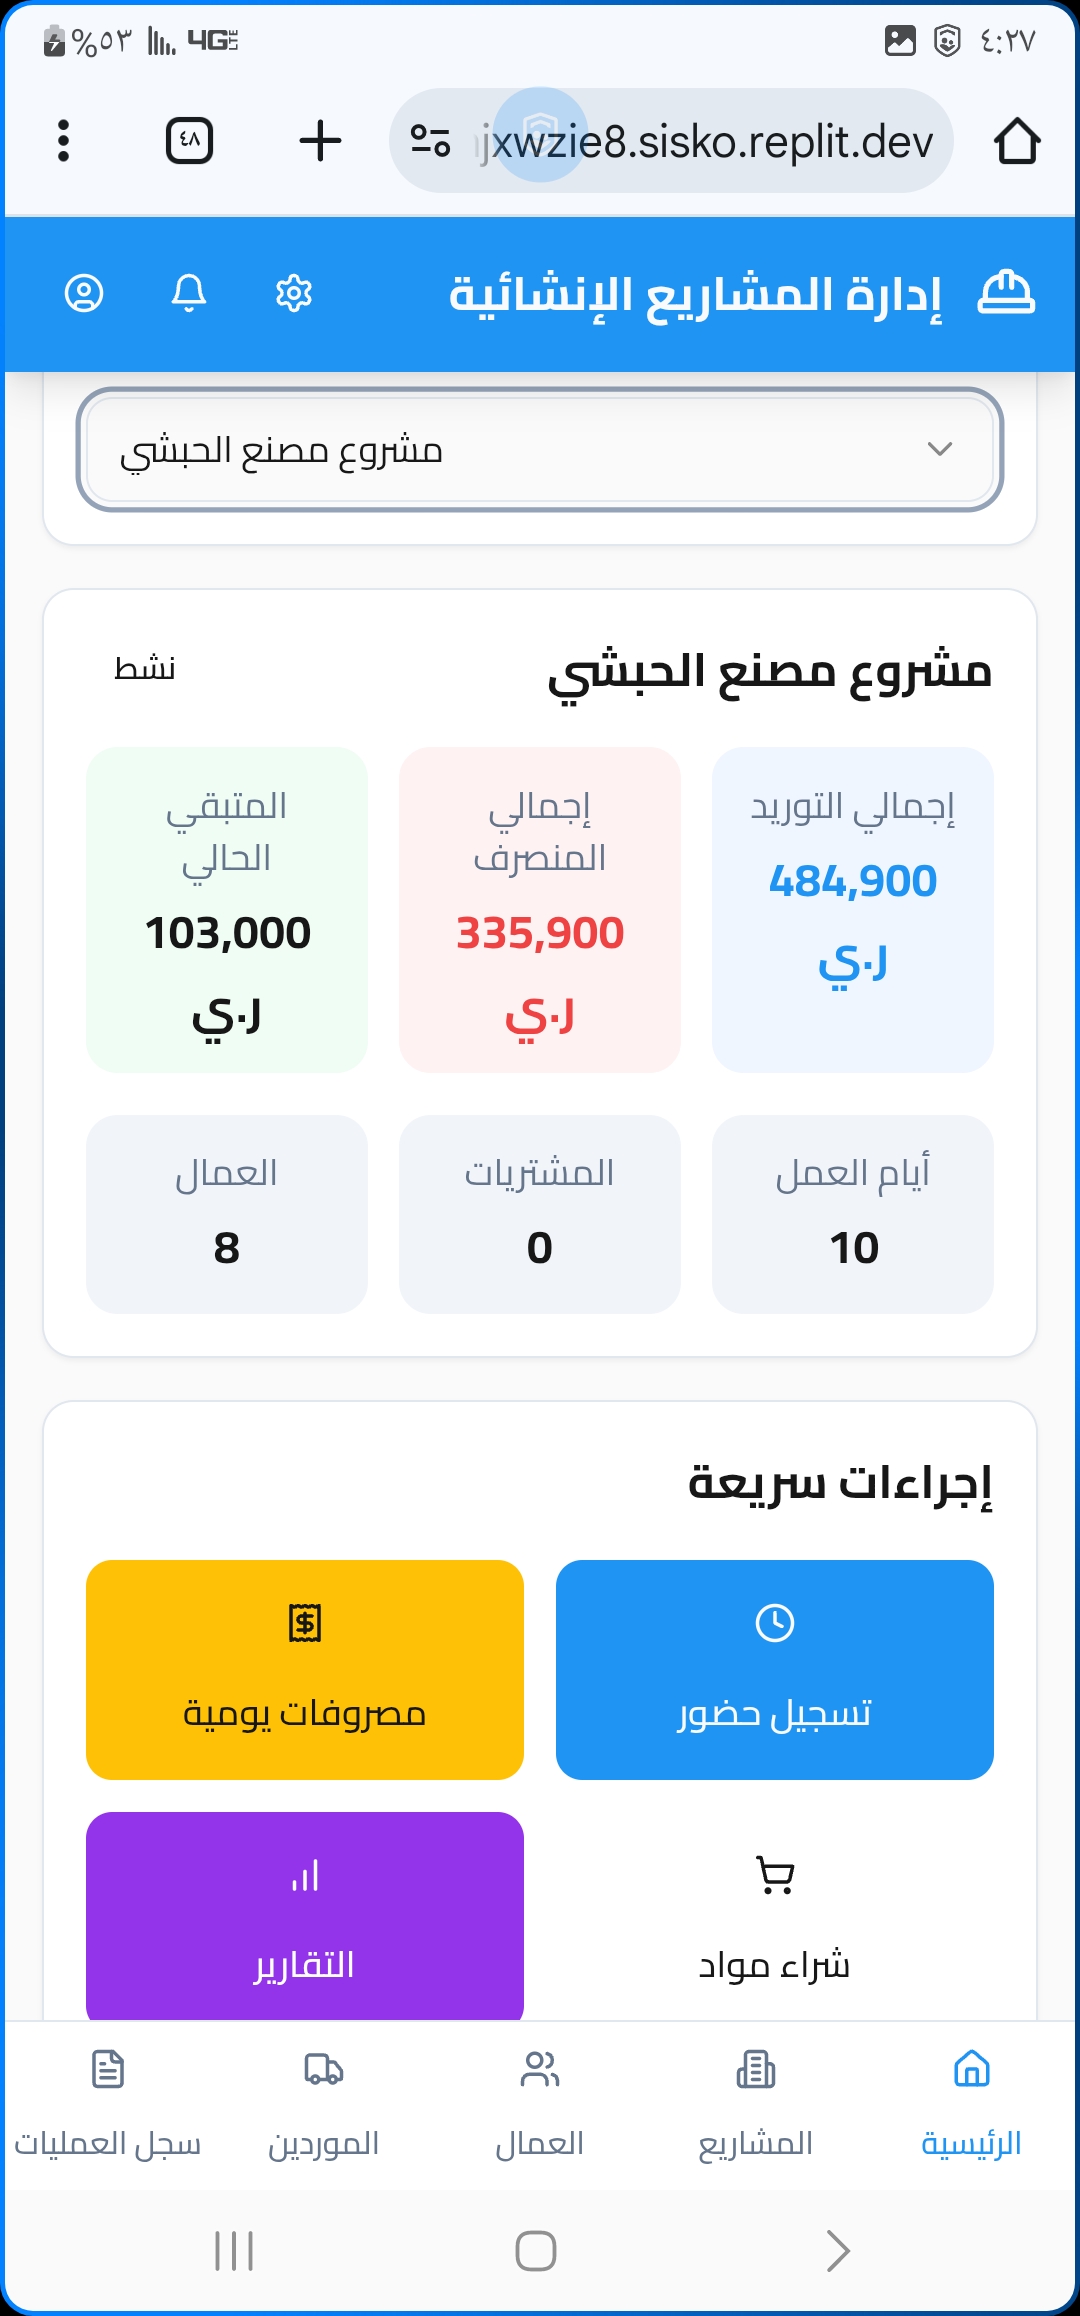 ٤:٢٧
4G LTE
%٥٣
jxwzie8.sisko.replit.dev
٤٨
إدارة المشاريع الإنشائية
مشروع مصنع الحبشي
مشروع مصنع الحبشي
نشط
إجمالي التوريد
484,900
ر.ي
إجمالي
المنصرف
335,900
ر.ي
المتبقي
الحالي
103,000
ر.ي
أيام العمل
10
المشتريات
0
العمال
8
إجراءات سريعة
تسجيل حضور
مصروفات يومية
شراء مواد
التقارير
الرئيسية
المشاريع
العمال
الموردين
سجل العمليات